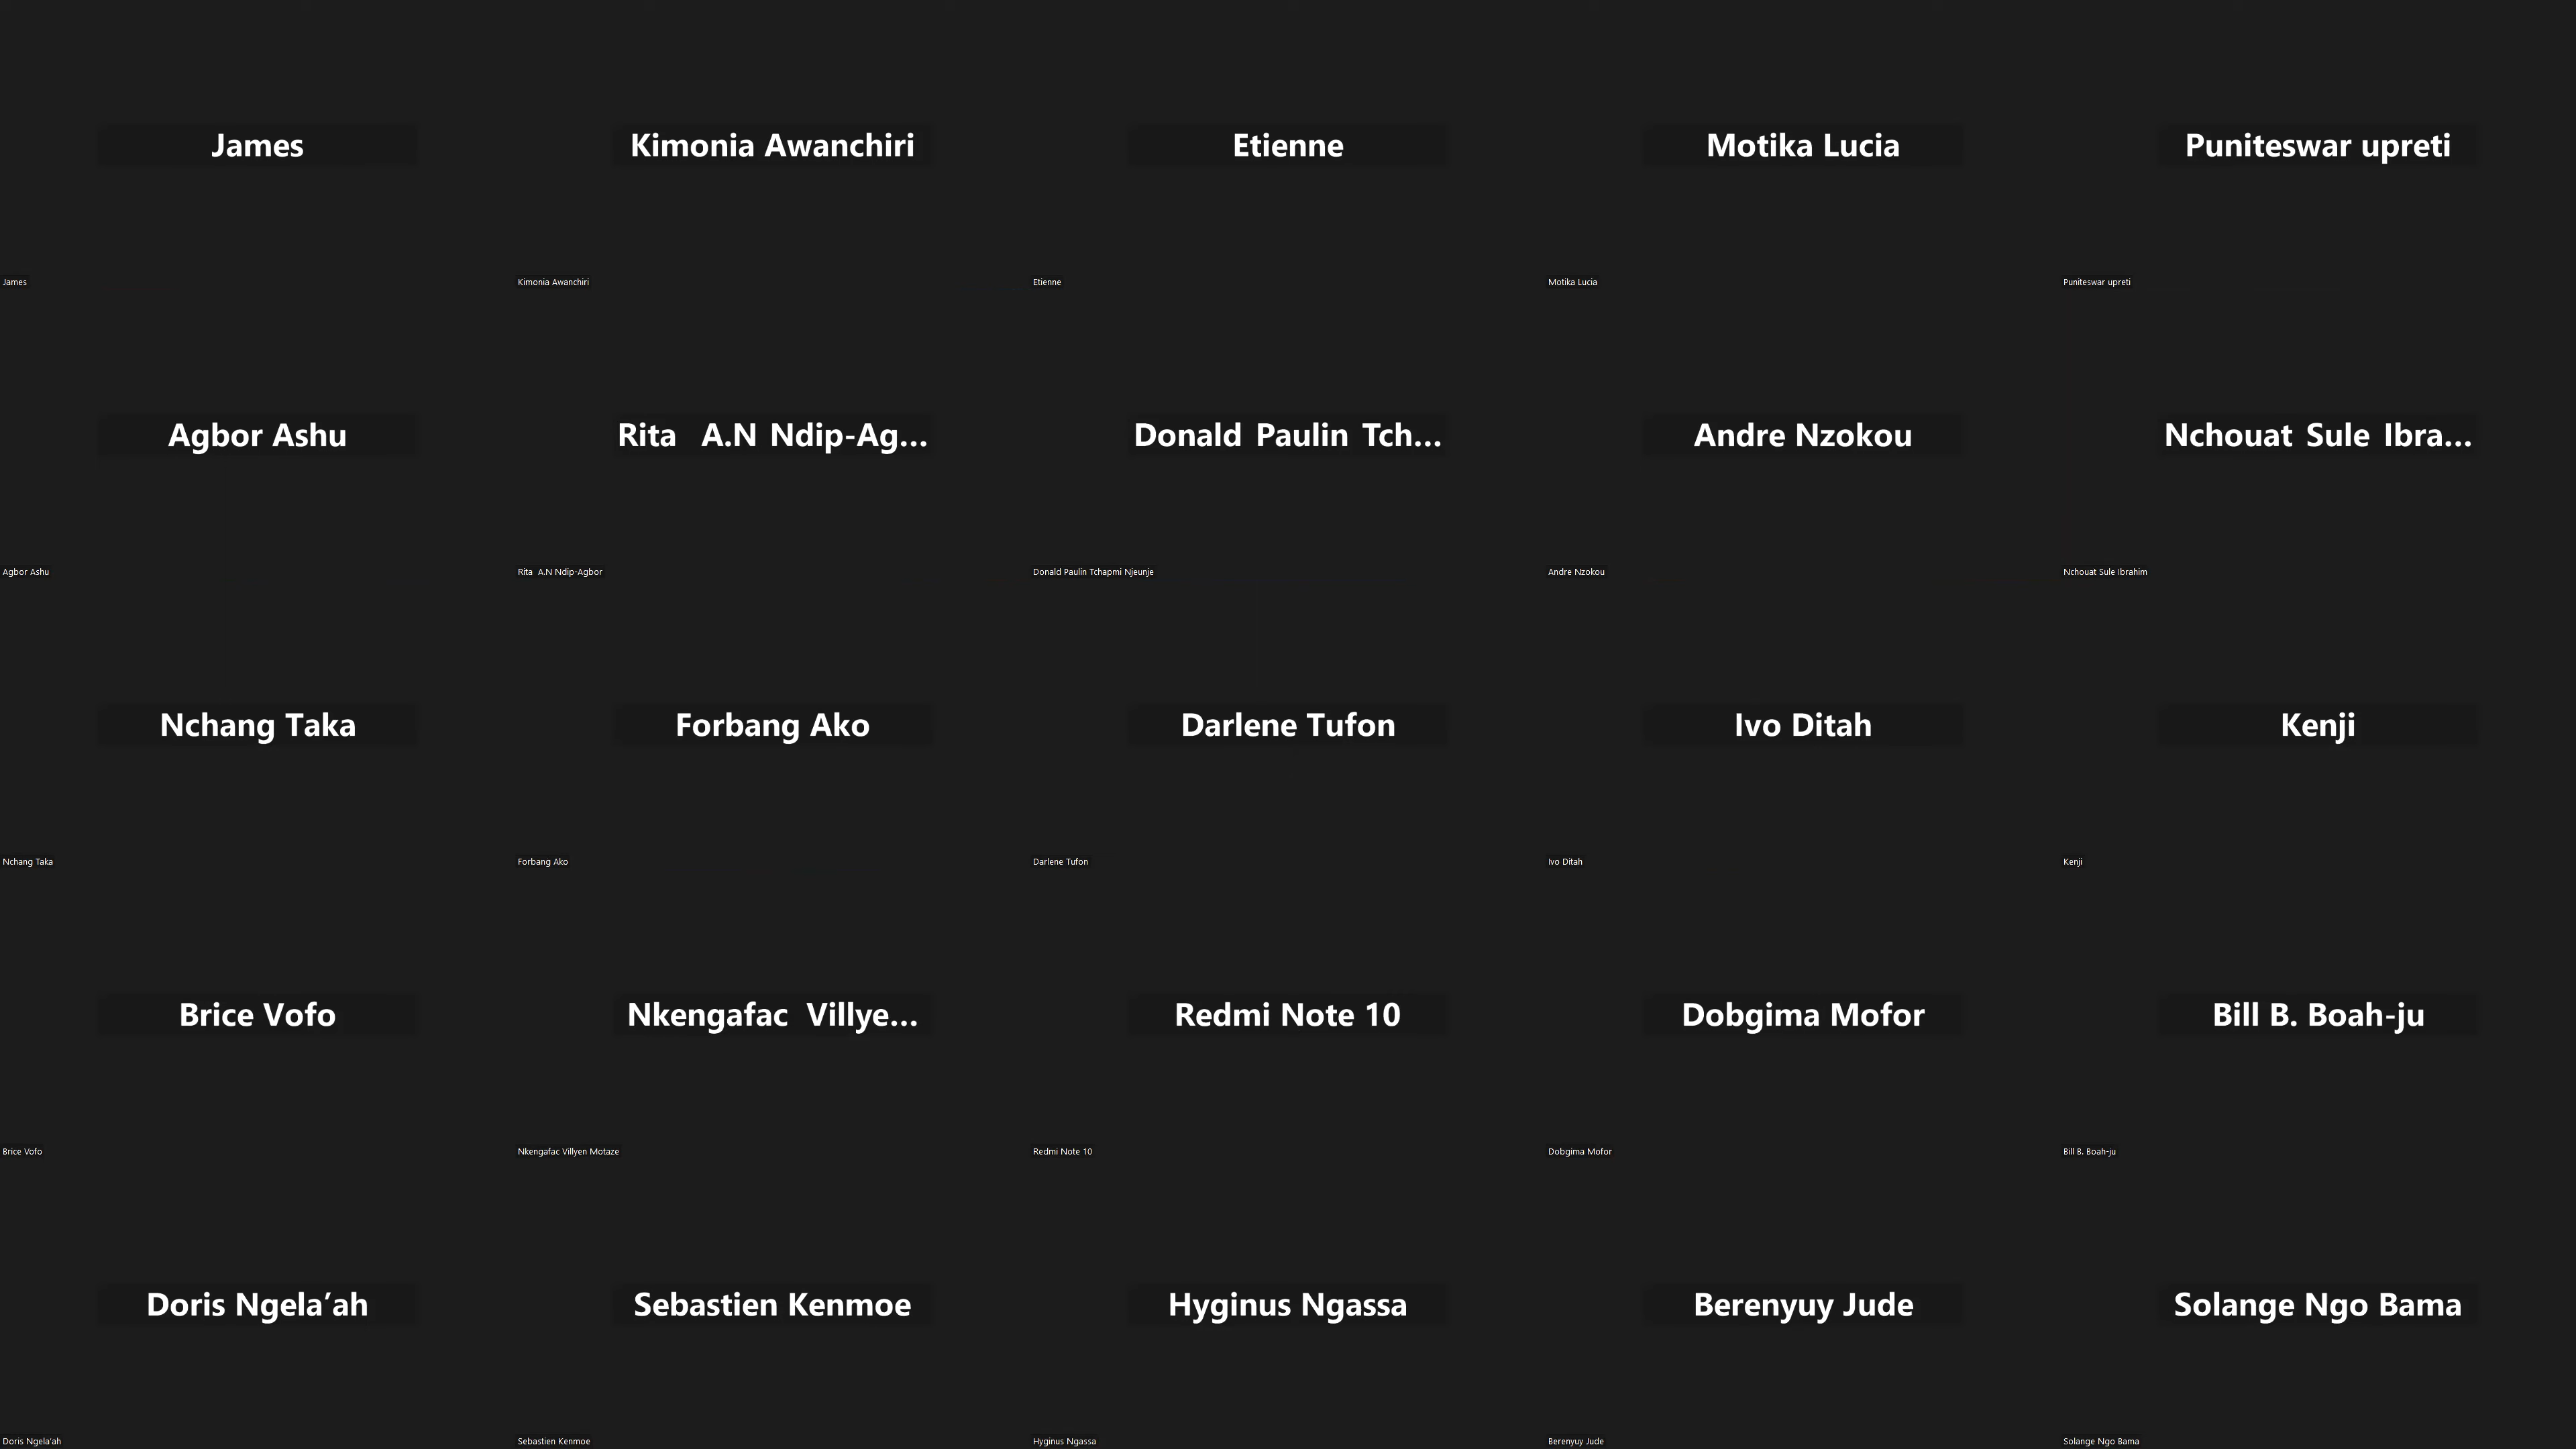 James
Kimonia Awanchiri
Etienne
Motika Lucia
Puniteswar upreti
James
Kimonia Awanchiri
Etienne
Motika Lucia
Puniteswar upreti
Agbor Ashu
Rita A.N Ndip-Ag...
Donald Paulin Tch...
Andre Nzokou
Nchouat Sule Ibra...
Agbor Ashu
Rita A.N Ndip-Agbor
Donald Paulin Tchapmi Njeunje
Andre Nzokou
Nchouat Sule Ibrahim
Nchang Taka
Forbang Ako
Darlene Tufon
Ivo Ditah
Kenji
Nchang Taka
Forbang Ako
Darlene Tufon
Ivo Ditah
Kenji
Brice Vofo
Nkengafac Villye...
Redmi Note 10
Dobgima Mofor
Bill B. Boah-ju
Brice Vofo
Nkengafac Villyen Motaze
Redmi Note 10
Dobgima Mofor
Bill B. Boah-ju
Doris Ngela’ah
Sebastien Kenmoe
Hyginus Ngassa
Berenyuy Jude
Solange Ngo Bama
Doris Ngela'ah
Sebastien Kenmoe
Hyginus Ngassa
Berenyuy Jude
Solange Ngo Bama